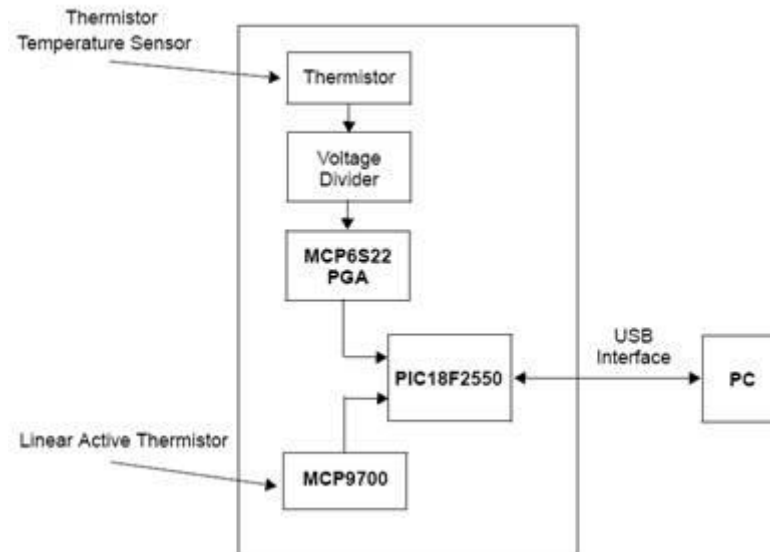 Thermistor
Temperature Sensor
Thermistor
Voltage
Divider
MCP6S22
PGA
PIC18F2550
USB
Interface
PC
Linear Active Thermistor
MCP9700